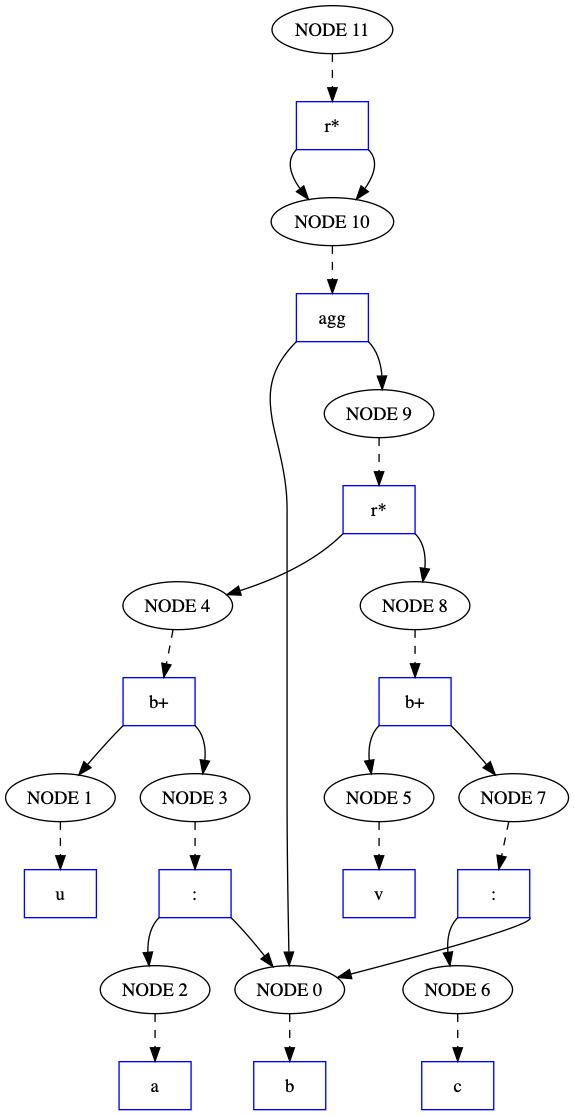 NODE 11
r*
NODE 10
agg
NODE 9
r*
NODE 4
NODE 8
b+
b+
NODE 1
NODE 3
NODE 5
NODE 7
u
:
v
:
NODE 2
NODE 0
NODE 6
a
b
c